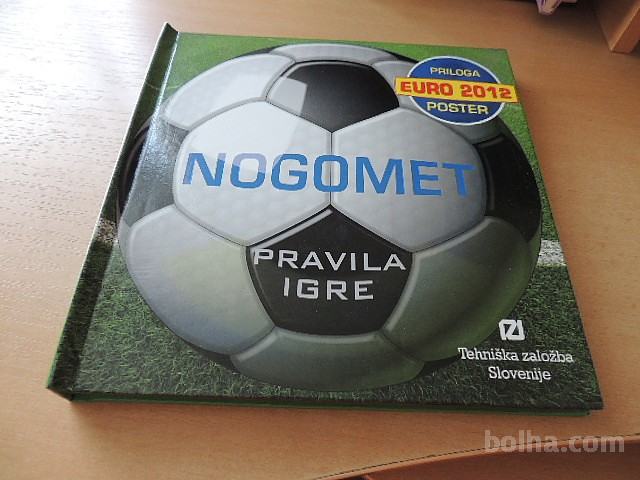 PRILOGA
EURO 2012
POSTER
NOGOMET
PRAVILA
IGRE
Tehniška založba
Slovenije
bolha.com